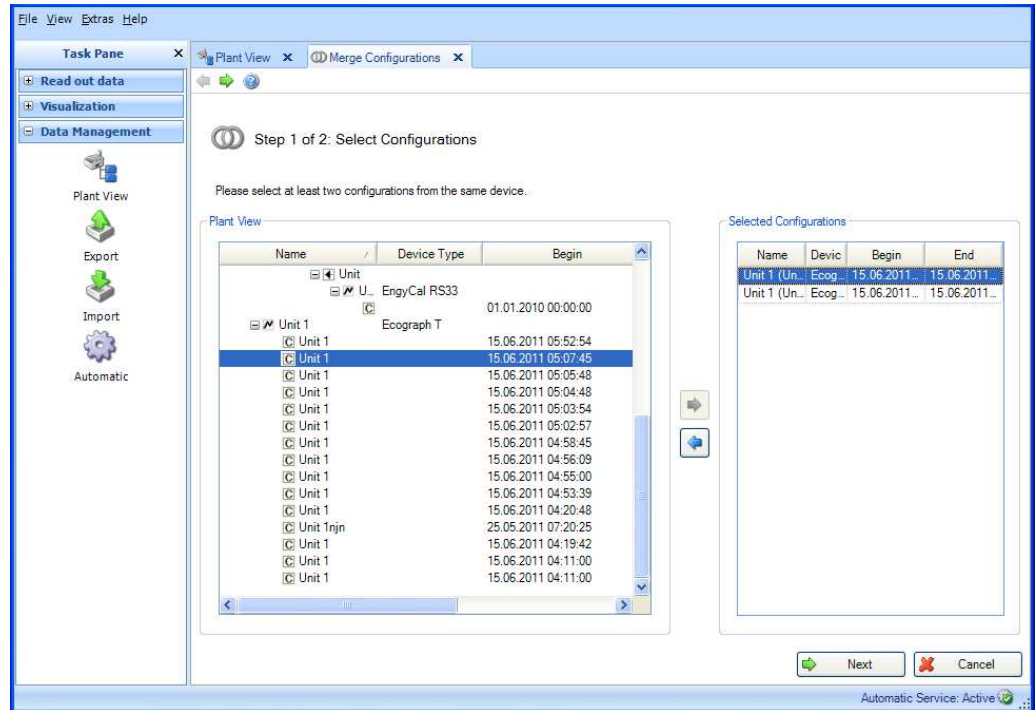 File View Extras Help
Task Pane X
Plant View X Merge Configurations X
Read out data
Visualization
Data Management
Plant View
Export
Import
Automatic
Step 1 of 2: Select Configurations
Please select at least two configurations from the same device.
Plant View
Name / Device Type Begin
Unit
U... EngyCal RS33
C 01.01.2010 00:00:00
Unit 1 Ecograph T
C Unit 1 15.06.2011 05:52:54
C Unit 1 15.06.2011 05:07:45
C Unit 1 15.06.2011 05:05:48
C Unit 1 15.06.2011 05:04:48
C Unit 1 15.06.2011 05:03:54
C Unit 1 15.06.2011 05:02:57
C Unit 1 15.06.2011 04:58:45
C Unit 1 15.06.2011 04:56:09
C Unit 1 15.06.2011 04:55:00
C Unit 1 15.06.2011 04:53:39
C Unit 1 15.06.2011 04:20:48
C Unit 1njn 25.05.2011 07:20:25
C Unit 1 15.06.2011 04:19:42
C Unit 1 15.06.2011 04:11:00
C Unit 1 15.06.2011 04:11:00
Selected Configurations
Name Devic Begin End
Unit 1 (Un... Ecog... 15.06.2011... 15.06.2011...
Unit 1 (Un... Ecog... 15.06.2011... 15.06.2011...
Next Cancel
Automatic Service: Active